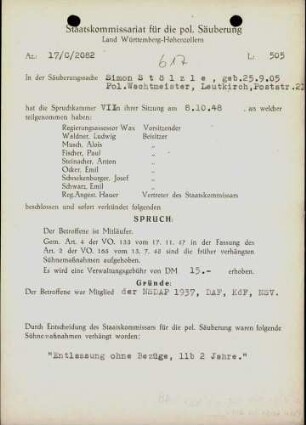 Staatskommissariat für die pol. Säuberung
Land Württemberg-Hohenzollern
Az.: 17/C/2082
617
L: 505
In der Säuberungssache Simon Stölzle, geb.25.9.05
Pol.Wachtmeister, Leutkirch, Poststr.22
hat die Spruchkammer VII in ihrer Sitzung am 8.10.48 , an welcher
teilgenommen haben:
Regierungsassessor Wax Vorsitzender
Waldner, Ludwig Beisitzer
Musch, Alois "
Fischer, Paul "
Steinacher, Anton "
Osker, Emil "
Schnekenburger, Josef "
Schwarz, Emil "
Reg.Angest. Hauer Vertreter des Staatskommissars
beschlossen und sofort verkündet folgenden
SPRUCH:
Der Betroffene ist Mitläufer.
Gem. Art. 4 der VO. 133 vom 17. 11. 47 in der Fassung des
Art. 2 der VO. 165 vom 13. 7. 48 sind die früher verhängten
Sühnemaßnahmen aufgehoben.
Es wird eine Verwaltungsgebühr von DM 15.- erhoben.
Gründe:
Der Betroffene war Mitglied der NSDAP 1937, DAF, KdF, NSV.
Durch Entscheidung des Staatskommissars für die pol. Säuberung waren folgende
Sühnemaßnahmen verhängt worden:
"Entlassung ohne Bezüge, 11b 2 Jahre."